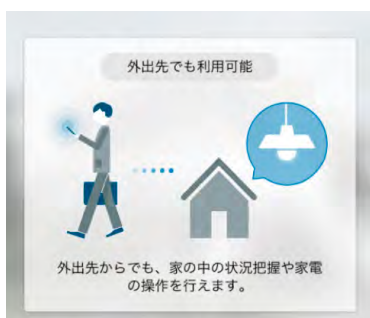 外出先でも利用可能
外出先からでも、家の中の状況把握や家電
の操作を行えます。